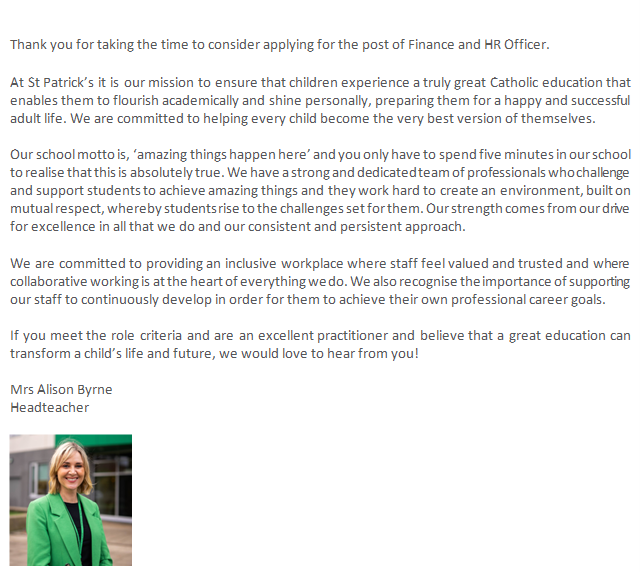 Thank you for taking the time to consider applying for the post of Finance and HR Officer.
At St Patrick’s it is our mission to ensure that children experience a truly great Catholic education that
enables them to flourish academically and shine personally, preparing them for a happy and successful
adult life. We are committed to helping every child become the very best version of themselves.
Our school motto is, ‘amazing things happen here’ and you only have to spend five minutes in our school
to realise that this is absolutely true. We have a strong and dedicated team of professionals who challenge
and support students to achieve amazing things and they work hard to create an environment, built on
mutual respect, whereby students rise to the challenges set for them. Our strength comes from our drive
for excellence in all that we do and our consistent and persistent approach.
We are committed to providing an inclusive workplace where staff feel valued and trusted and where
collaborative working is at the heart of everything we do. We also recognise the importance of supporting
our staff to continuously develop in order for them to achieve their own professional career goals.
If you meet the role criteria and are an excellent practitioner and believe that a great education can
transform a child’s life and future, we would love to hear from you!
Mrs Alison Byrne
Headteacher